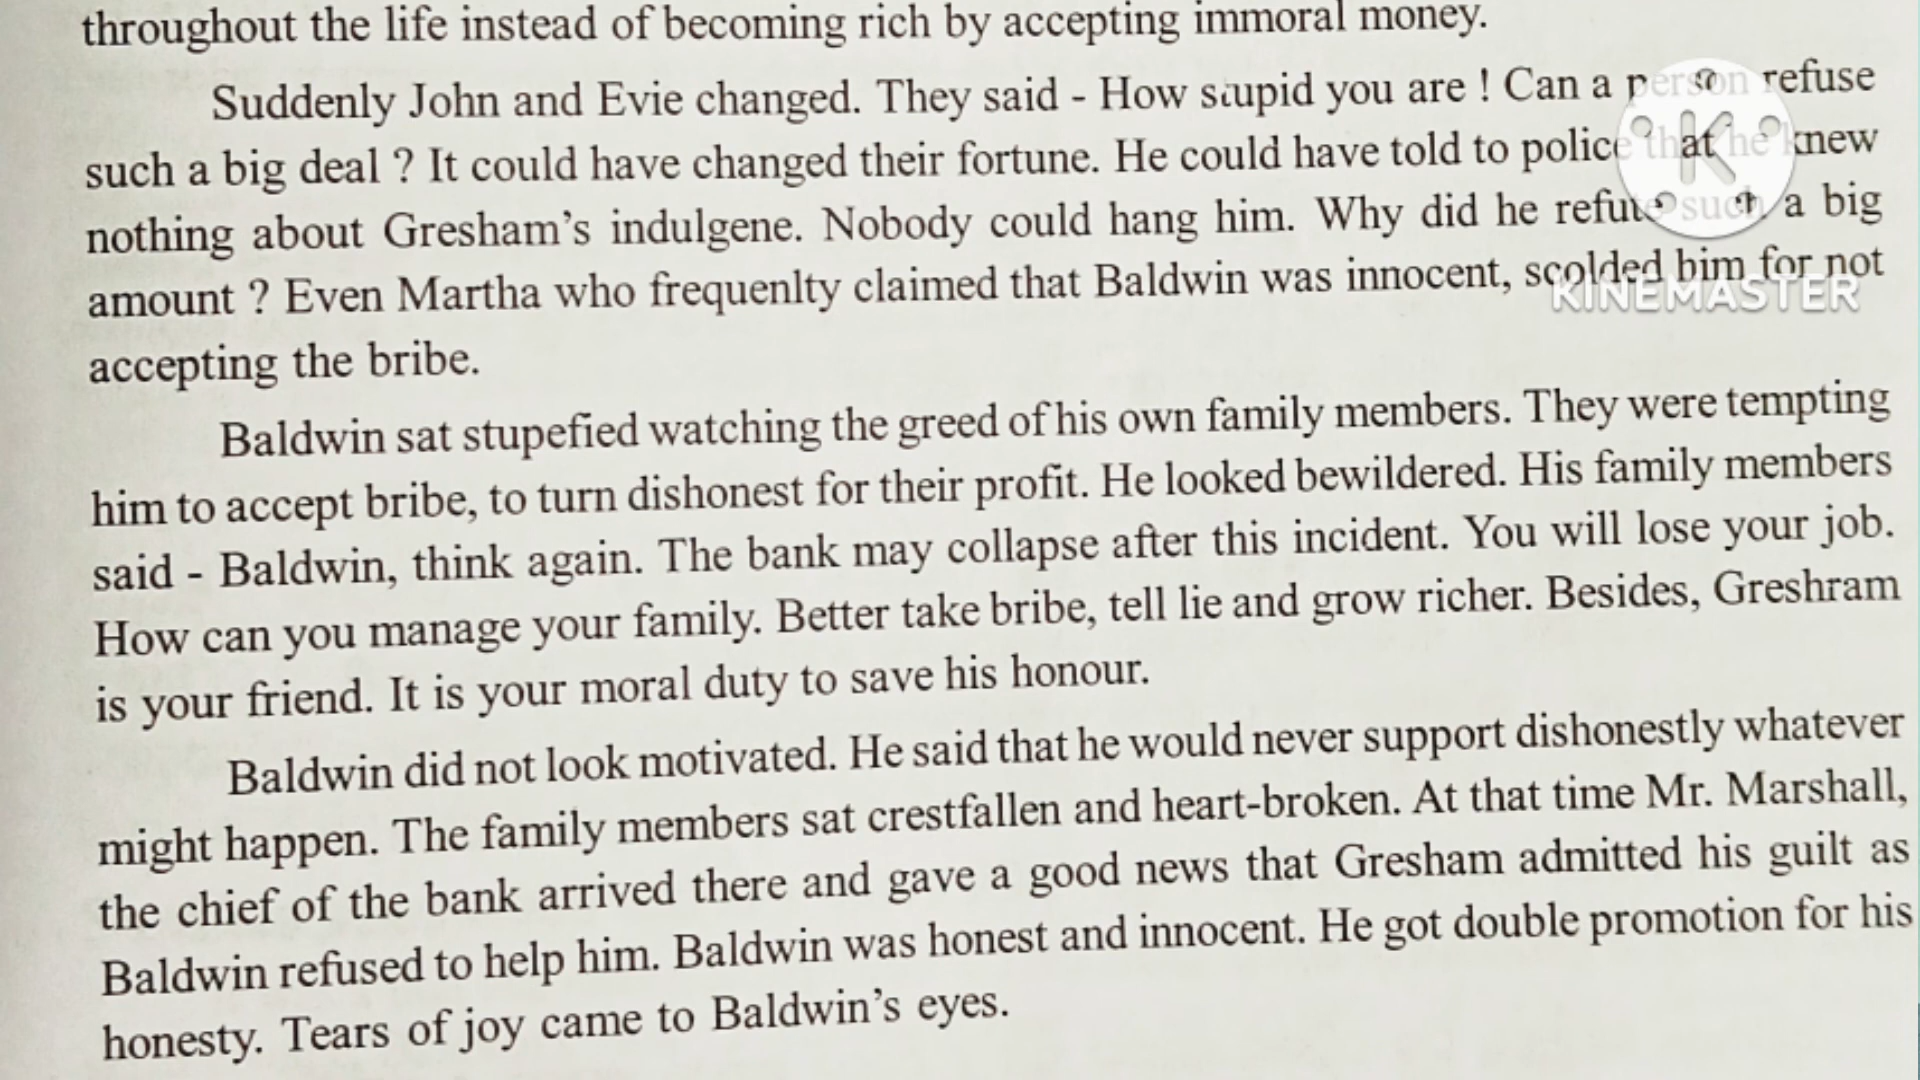 throughout the life instead of becoming rich by accepting immoral money.
Suddenly John and Evie changed. They said - How stupid you are ! Can a person refuse
such a big deal ? It could have changed their fortune. He could have told to police that he knew
nothing about Gresham's indulgene. Nobody could hang him. Why did he refute such a big
amount ? Even Martha who frequenlty claimed that Baldwin was innocent, scolded him for not
accepting the bribe.
Baldwin sat stupefied watching the greed of his own family members. They were tempting
him to accept bribe, to turn dishonest for their profit. He looked bewildered. His family members
said - Baldwin, think again. The bank may collapse after this incident. You will lose your job.
How can you manage your family. Better take bribe, tell lie and grow richer. Besides, Greshram
is your friend. It is your moral duty to save his honour.
Baldwin did not look motivated. He said that he would never support dishonestly whatever
might happen. The family members sat crestfallen and heart-broken. At that time Mr. Marshall,
the chief of the bank arrived there and gave a good news that Gresham admitted his guilt as
Baldwin refused to help him. Baldwin was honest and innocent. He got double promotion for his
honesty. Tears of joy came to Baldwin's eyes.
K
KINEMASTER